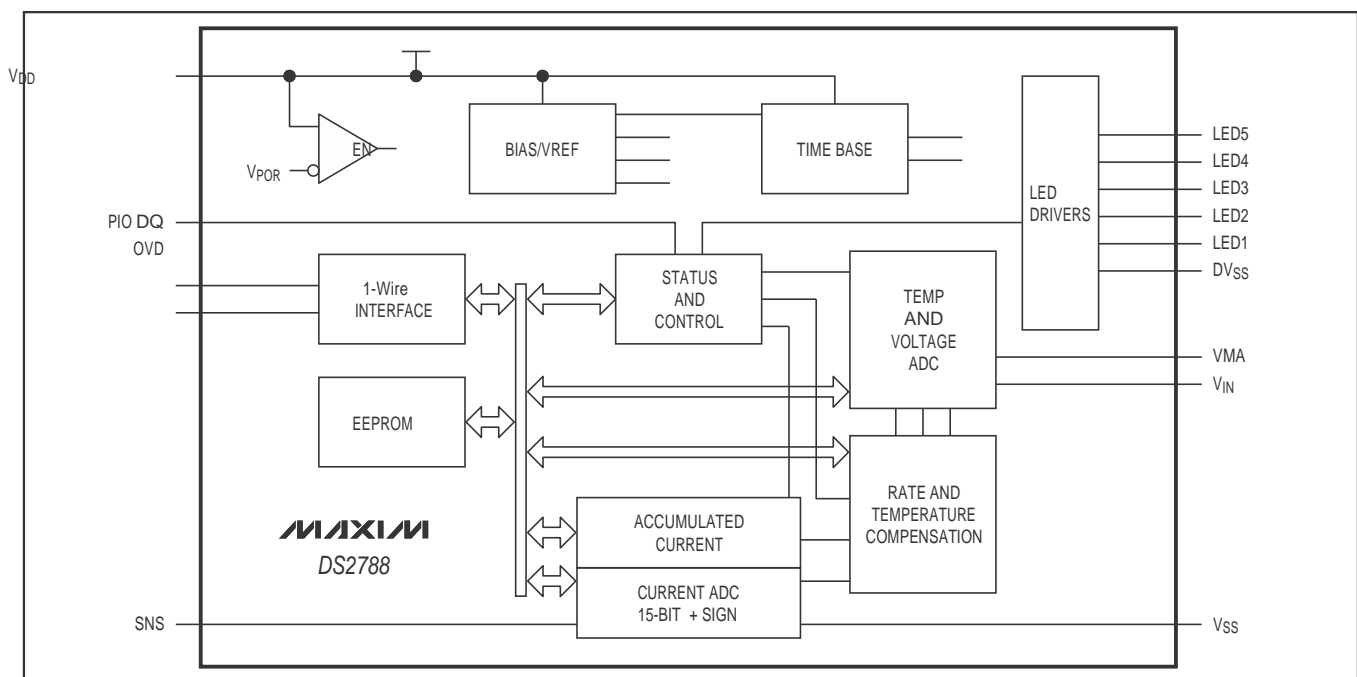 VDD
EN
VPOR
BIAS/VREF
TIME BASE
LED
DRIVERS
LED5
LED4
LED3
LED2
LED1
DVSS
PIO DQ
OVD
1-Wire
INTERFACE
STATUS
AND
CONTROL
TEMP
AND
VOLTAGE
ADC
VMA
VIN
EEPROM
RATE AND
TEMPERATURE
COMPENSATION
ACCUMULATED
CURRENT
MAXIM
DS2788
CURRENT ADC
15-BIT + SIGN
SNS
VSS